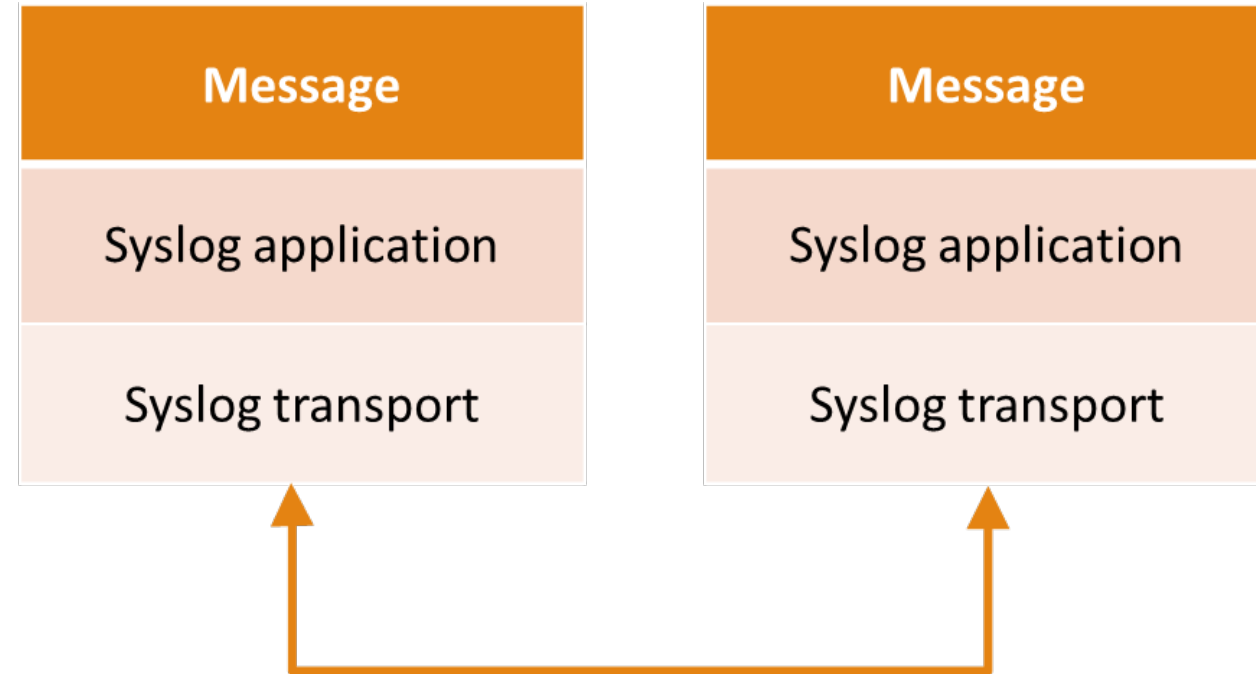 Message
Syslog application
Syslog transport
Message
Syslog application
Syslog transport